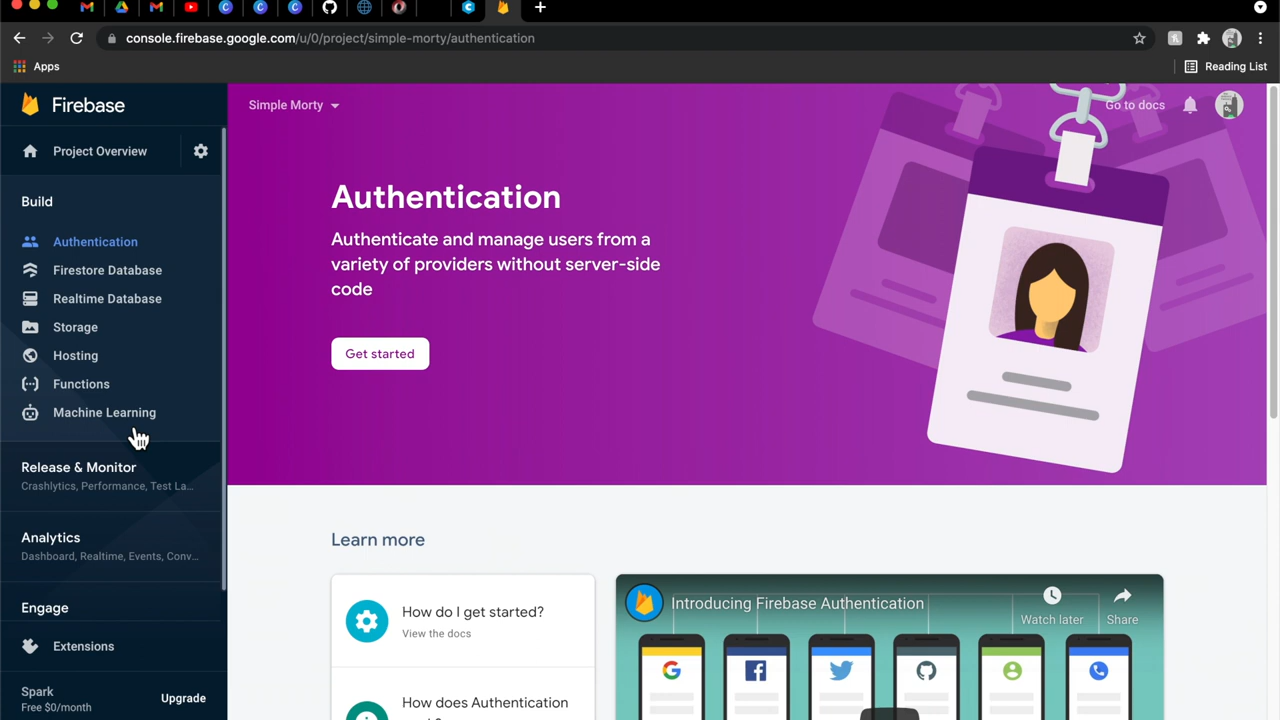 console.firebase.google.com/u/0/project/simple-morty/authentication
Apps
Reading List
Firebase
Simple Morty
Go to docs
Project Overview
Build
Authentication
Firestore Database
Realtime Database
Storage
Hosting
Functions
Machine Learning
Release & Monitor
Crashlytics, Performance, Test La...
Analytics
Dashboard, Realtime, Events, Conv...
Engage
Extensions
Spark
Free $0/month
Upgrade
Authentication
Authenticate and manage users from a
variety of providers without server-side
code
Get started
Learn more
How do I get started?
View the docs
How does Authentication
Introducing Firebase Authentication
Watch later
Share